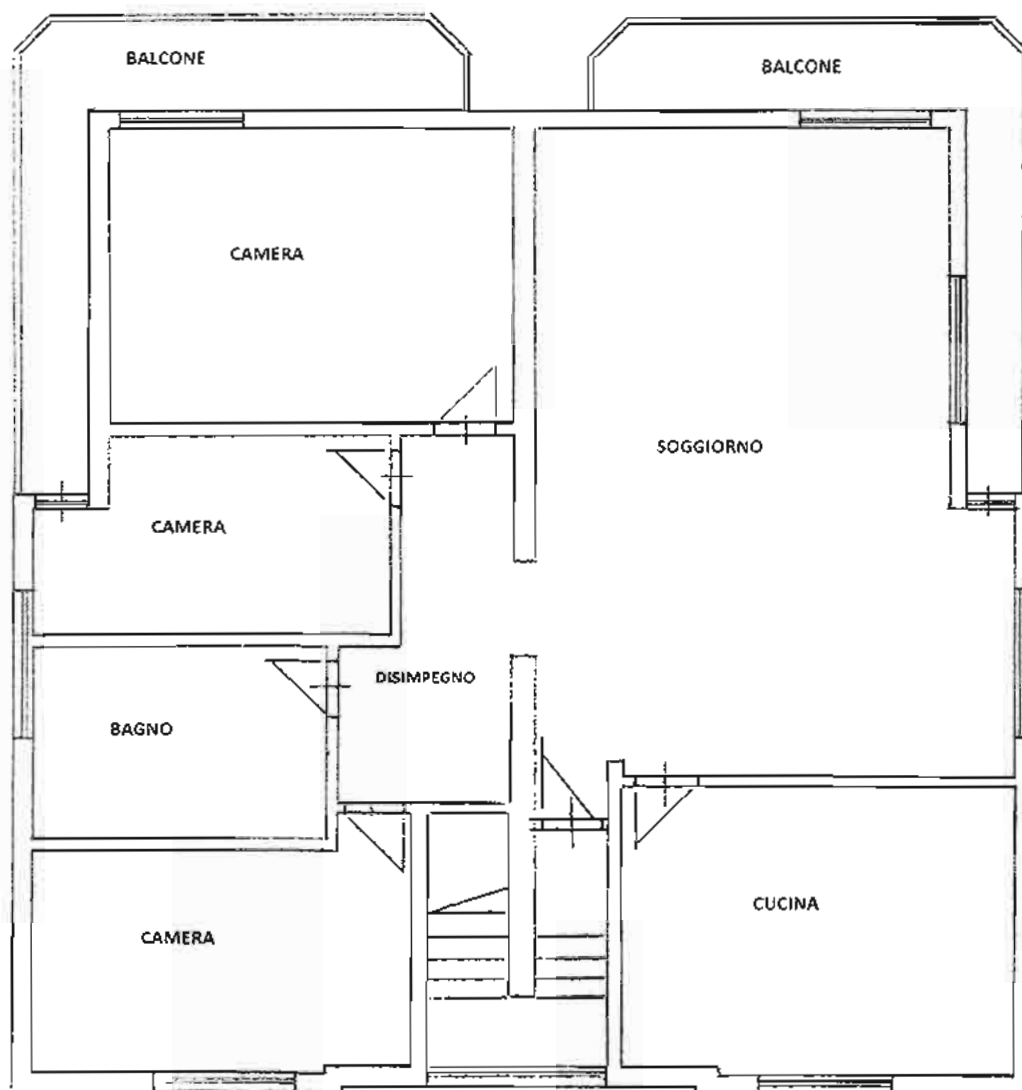 BALCONE
BALCONE
CAMERA
SOGGIORNO
CAMERA
DISIMPEGNO
BAGNO
CUCINA
CAMERA